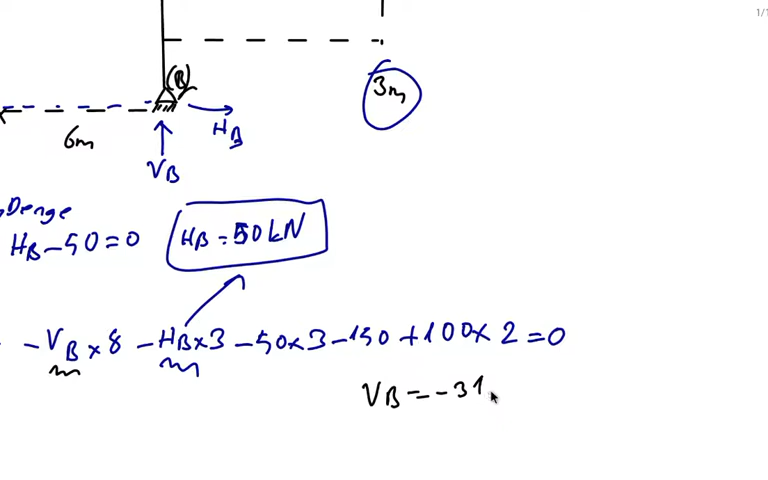 1/1
(B)
3m
6m
HB
VB
Denge
HB-50=0
HB=50kN
-VB×8 -HB×3 -50×3-150+100×2=0
VB=-31.